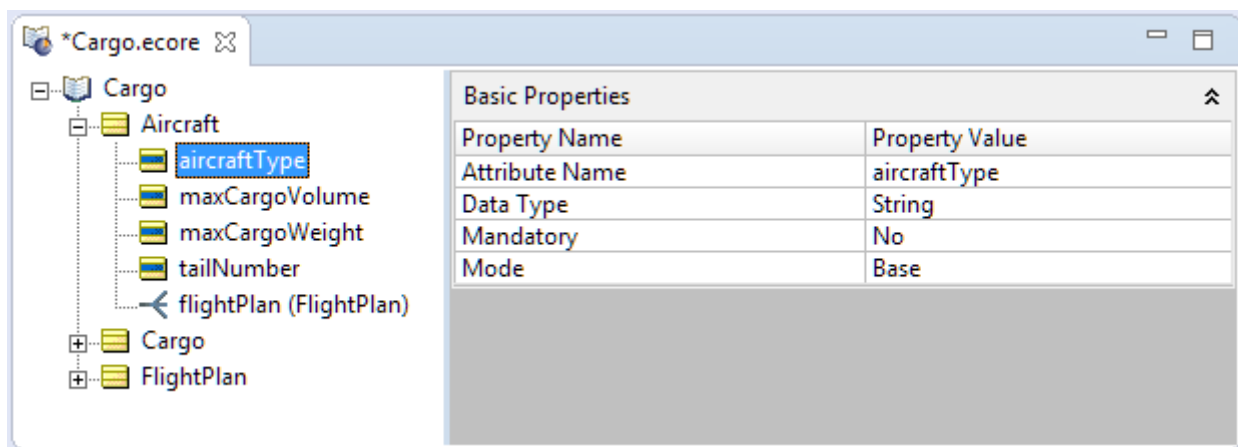 *Cargo.ecore
Cargo
Aircraft
aircraftType
maxCargoVolume
maxCargoWeight
tailNumber
flightPlan (FlightPlan)
Cargo
FlightPlan
Basic Properties
Property Name Property Value
Attribute Name aircraftType
Data Type String
Mandatory No
Mode Base